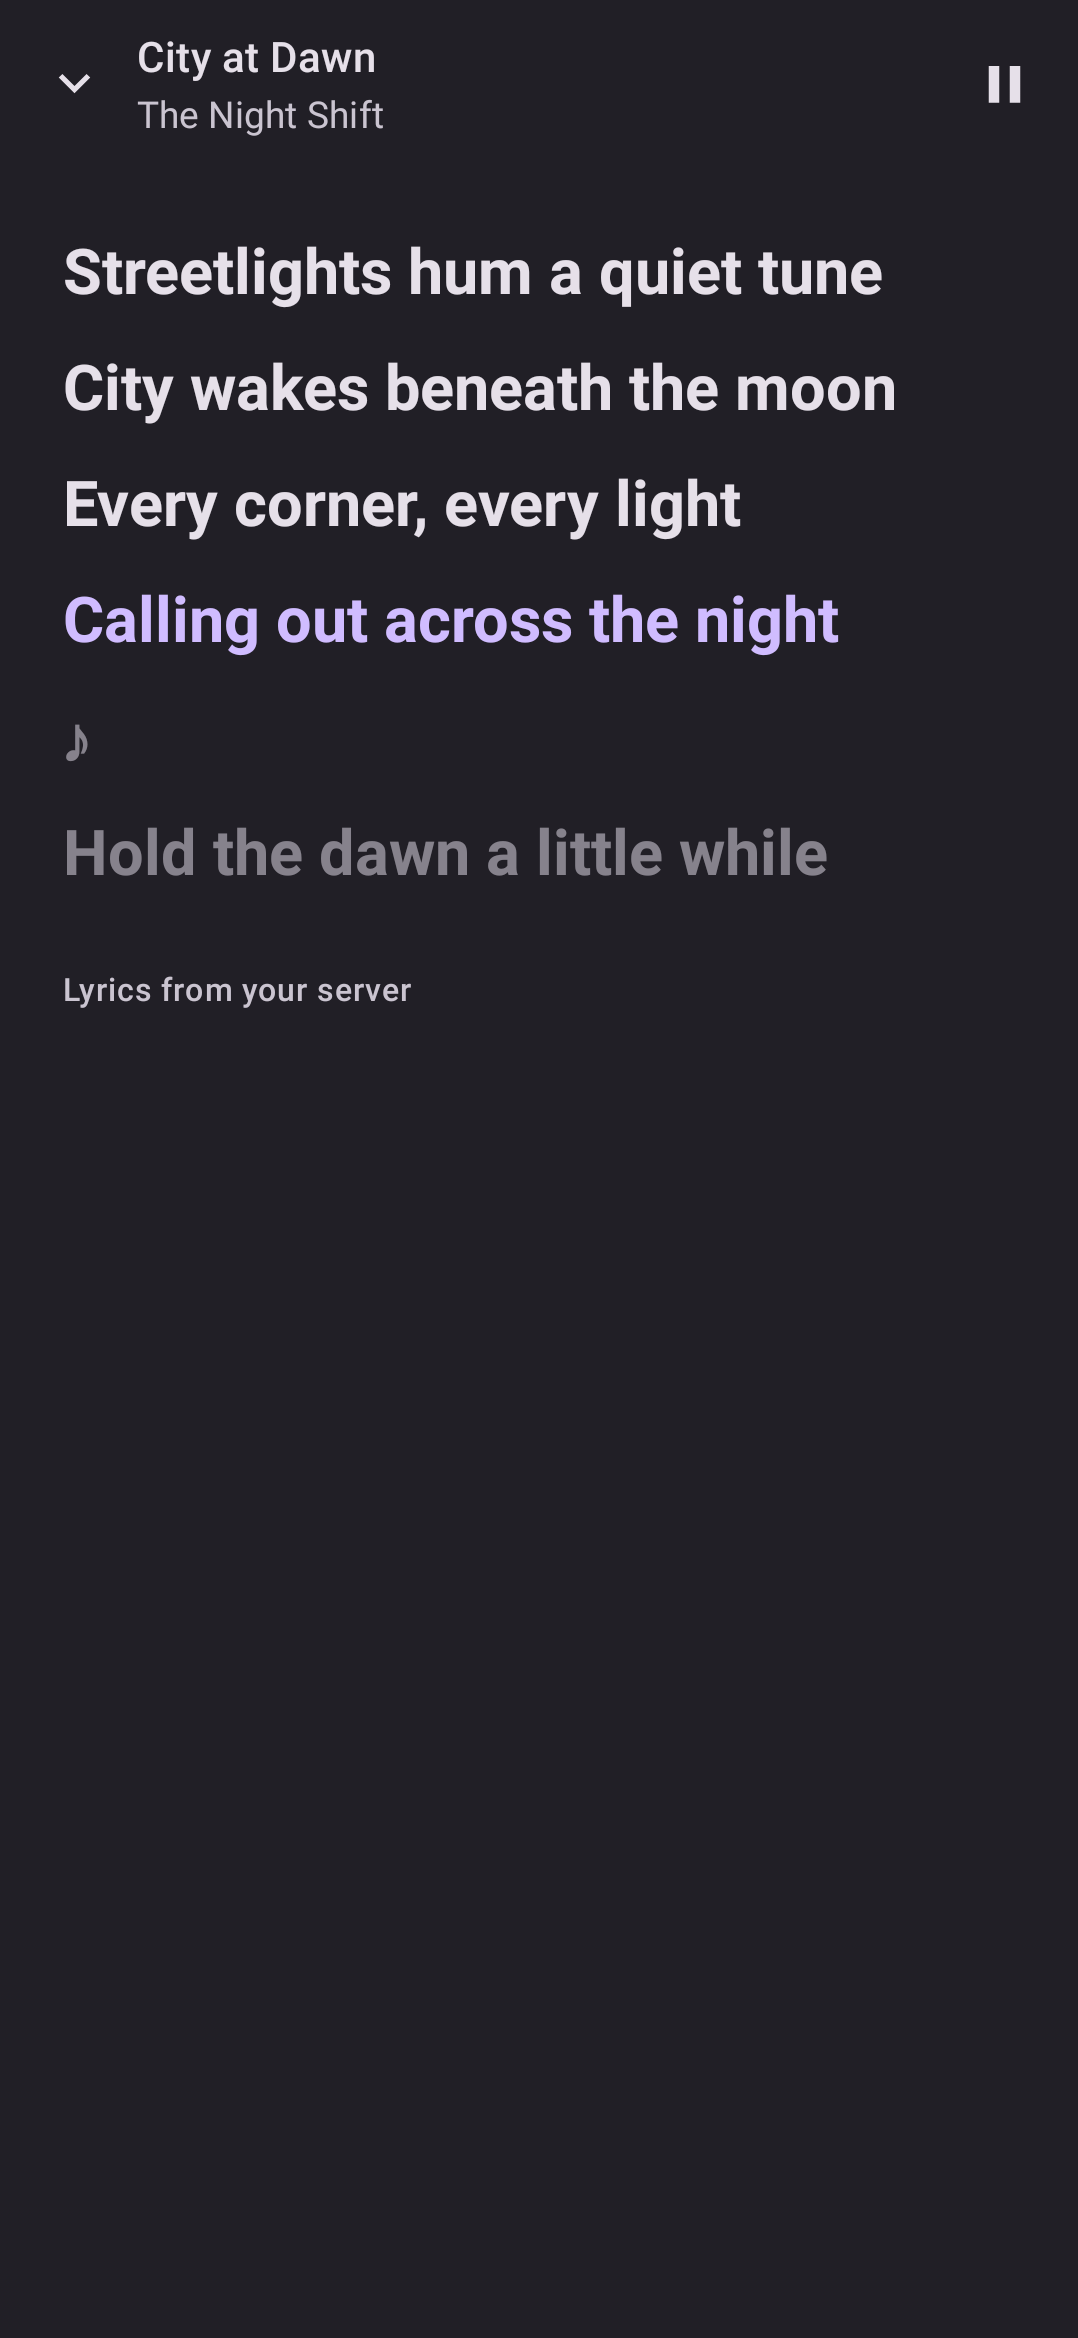 City at Dawn
The Night Shift
Streetlights hum a quiet tune
City wakes beneath the moon
Every corner, every light
Calling out across the night
♪
Hold the dawn a little while
Lyrics from your server